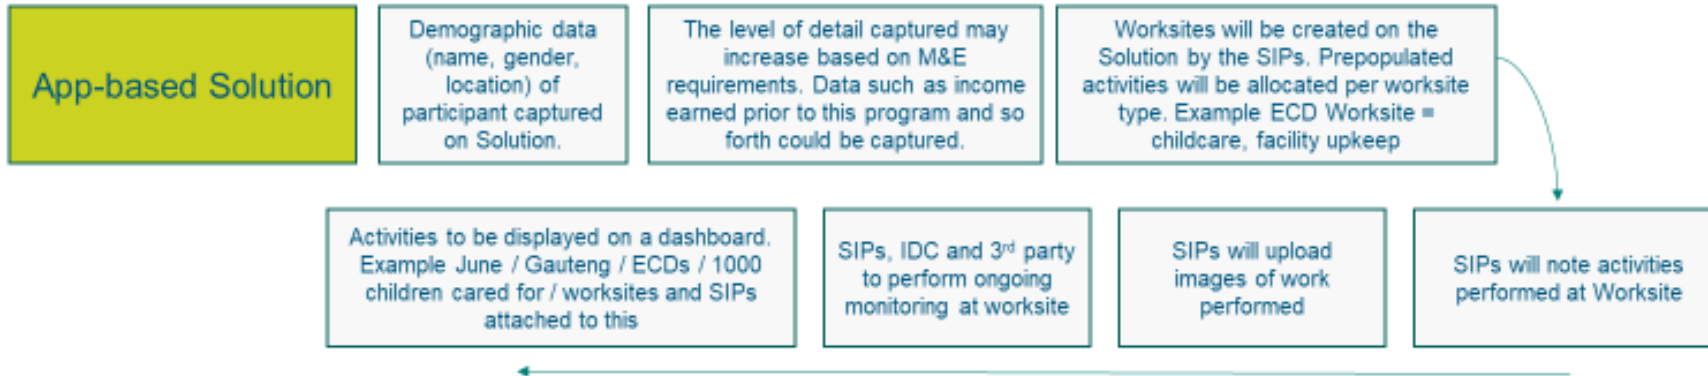 App-based Solution
Demographic data
(name, gender,
location) of
participant captured
on Solution.
The level of detail captured may
increase based on M&E
requirements. Data such as income
earned prior to this program and so
forth could be captured.
Worksites will be created on the
Solution by the SIPs. Prepopulated
activities will be allocated per worksite
type. Example ECD Worksite =
childcare, facility upkeep
SIPs will note activities
performed at Worksite
SIPs will upload
images of work
performed
SIPs, IDC and 3rd party
to perform ongoing
monitoring at worksite
Activities to be displayed on a dashboard.
Example June / Gauteng / ECDs / 1000
children cared for / worksites and SIPs
attached to this